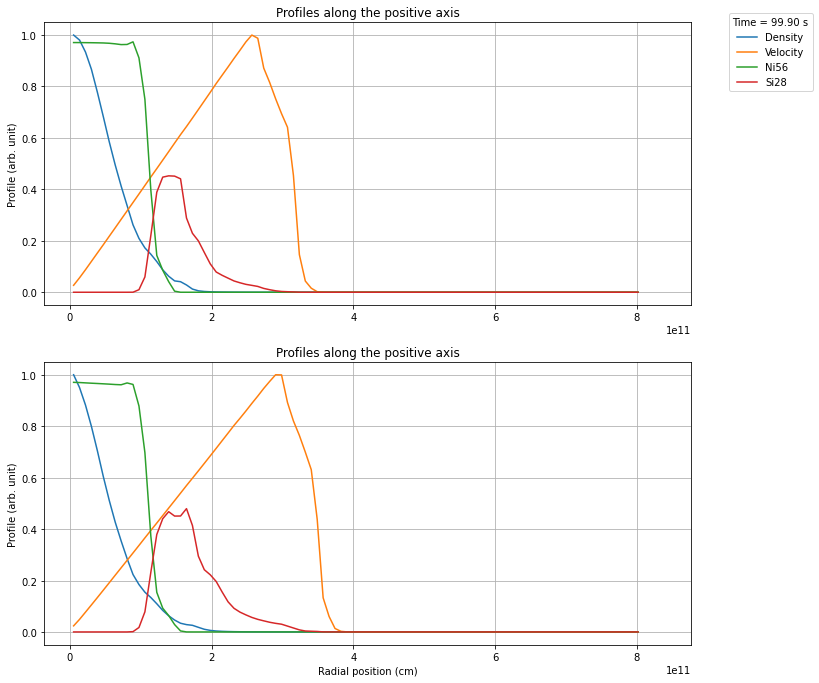 Profiles along the positive axis
Time = 99.90 s
Density
Velocity
Ni56
Si28
Profile (arb. unit)
1.0
0.8
0.6
0.4
0.2
0.0
0 2 4 6 8
1e11
Profiles along the positive axis
Profile (arb. unit)
1.0
0.8
0.6
0.4
0.2
0.0
0 2 4 6 8
Radial position (cm)
1e11